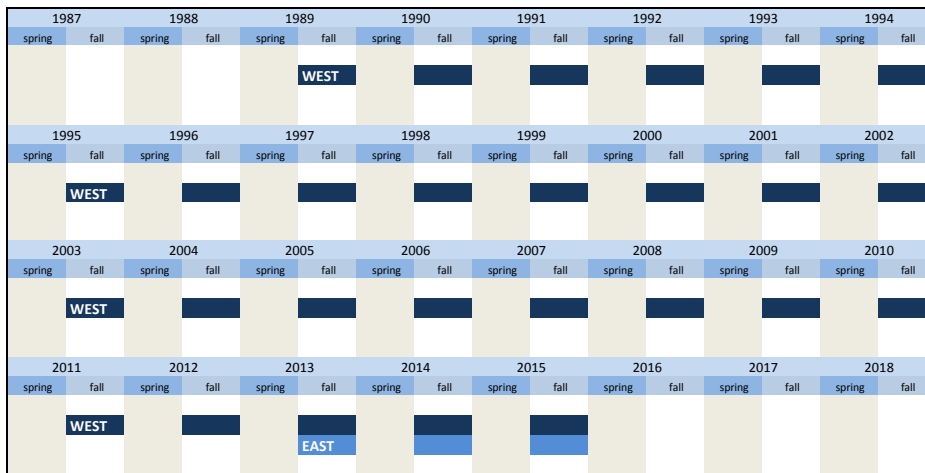 1987 1988 1989 1990 1991 1992 1993 1994
spring fall spring fall spring fall spring fall spring fall spring fall spring fall spring fall
WEST
1995 1996 1997 1998 1999 2000 2001 2002
spring fall spring fall spring fall spring fall spring fall spring fall spring fall spring fall
WEST
2003 2004 2005 2006 2007 2008 2009 2010
spring fall spring fall spring fall spring fall spring fall spring fall spring fall spring fall
WEST
2011 2012 2013 2014 2015 2016 2017 2018
spring fall spring fall spring fall spring fall spring fall spring fall spring fall spring fall
WEST
EAST